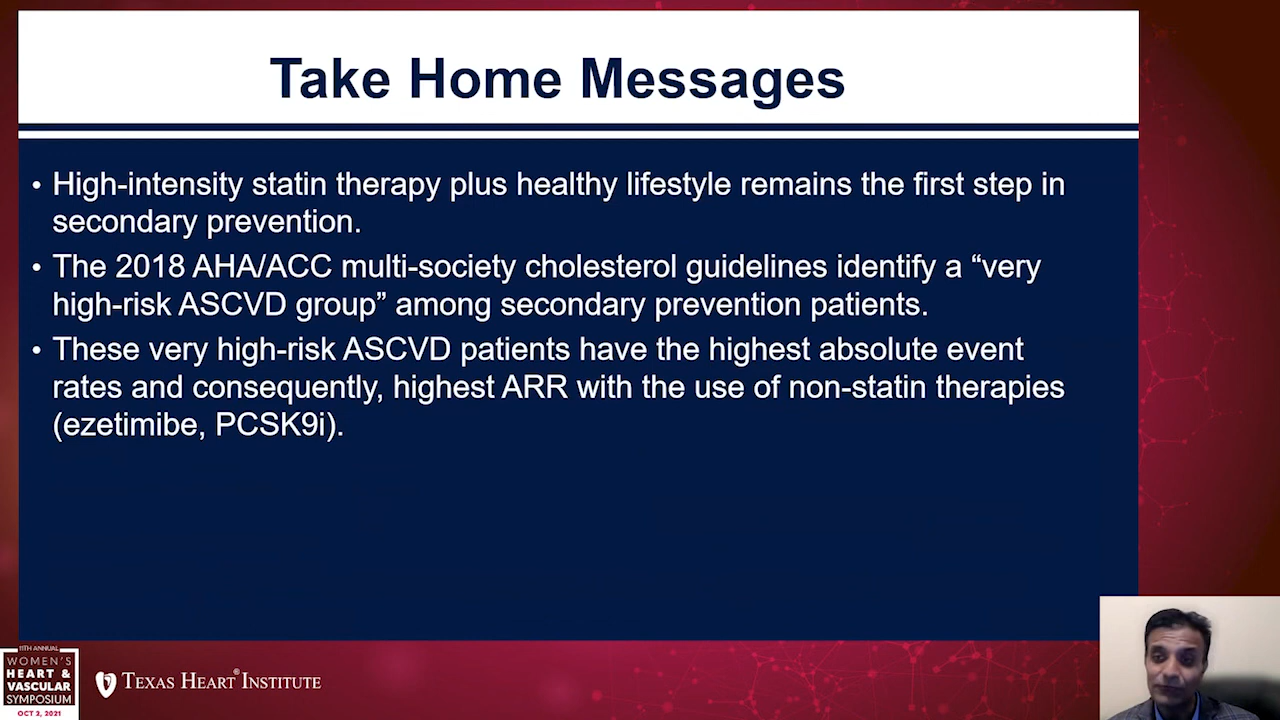 Take Home Messages
• High-intensity statin therapy plus healthy lifestyle remains the first step in
secondary prevention.
• The 2018 AHA/ACC multi-society cholesterol guidelines identify a “very
high-risk ASCVD group” among secondary prevention patients.
• These very high-risk ASCVD patients have the highest absolute event
rates and consequently, highest ARR with the use of non-statin therapies
(ezetimibe, PCSK9i).
11TH ANNUAL
WOMEN'S
HEART &
VASCULAR
SYMPOSIUM
OCT 2, 2021
TEXAS HEART® INSTITUTE